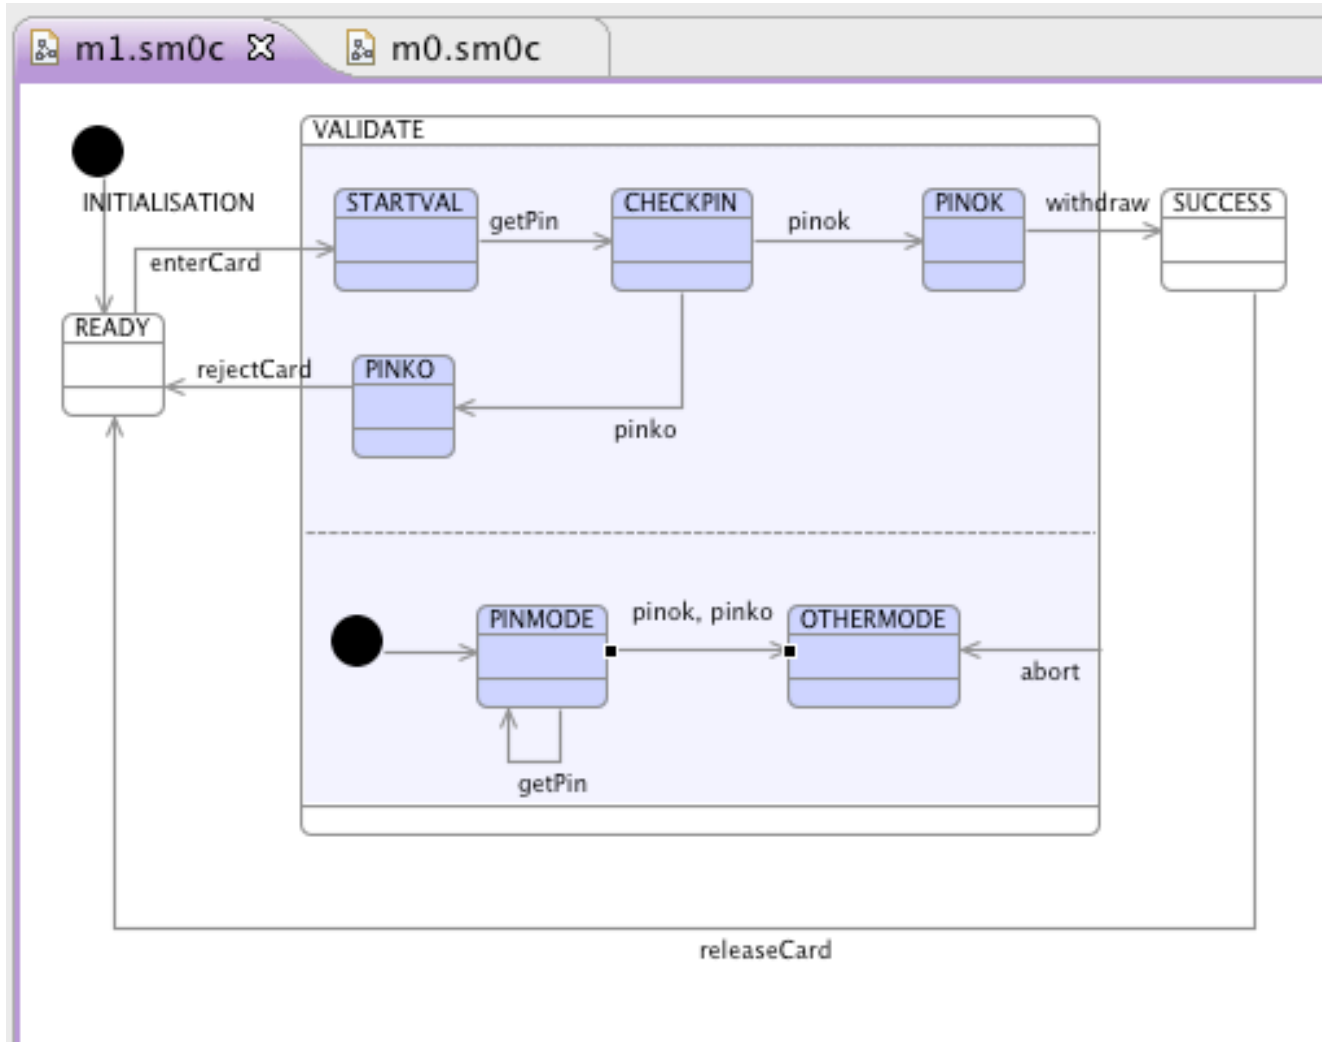 m1.sm0c
m0.sm0c
VALIDATE
INITIALISATION
STARTVAL
getPin
CHECKPIN
pinok
PINOK
withdraw
SUCCESS
enterCard
READY
rejectCard
PINKO
pinko
PINMODE
pinok, pinko
OTHERMODE
abort
getPin
releaseCard